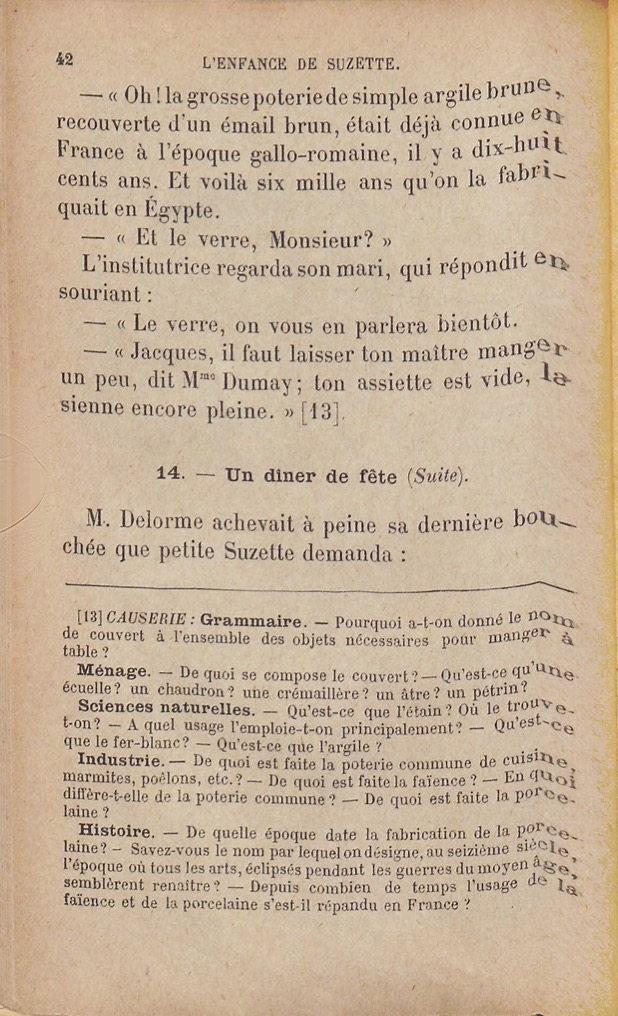 42
L'ENFANCE DE SUZETTE.
— « Oh ! la grosse poterie de simple argile brune,
recouverte d'un émail brun, était déjà connue en
France à l'époque gallo-romaine, il y a dix-huit
cents ans. Et voilà six mille ans qu'on la fabri-
quait en Égypte.
— « Et le verre, Monsieur ? »
L'institutrice regarda son mari, qui répondit en
souriant :
— « Le verre, on vous en parlera bientôt.
— « Jacques, il faut laisser ton maître manger
un peu, dit Mme Dumay ; ton assiette est vide, la
sienne encore pleine. » [13].
14. — Un dîner de fête (Suite).
M. Delorme achevait à peine sa dernière bou-
chée que petite Suzette demanda :
[13] CAUSERIE : Grammaire. — Pourquoi a-t-on donné le nom
de couvert à l'ensemble des objets nécessaires pour manger à
table ?
Ménage. — De quoi se compose le couvert ? — Qu'est-ce qu'une
écuelle ? un chaudron ? une crémaillère ? un âtre ? un pétrin ?
Sciences naturelles. — Qu'est-ce que l'étain ? Où le trouve-
t-on ? — A quel usage l'emploie-t-on principalement ? — Qu'est-ce
que le fer-blanc ? — Qu'est-ce que l'argile ?
Industrie. — De quoi est faite la poterie commune de cuisine,
marmites, poêlons, etc. ? — De quoi est faite la faïence ? — En quoi
diffère-t-elle de la poterie commune ? — De quoi est faite la porce-
laine ?
Histoire. — De quelle époque date la fabrication de la porce-
laine ? — Savez-vous le nom par lequel on désigne, au seizième siècle,
l'époque où tous les arts, éclipsés pendant les guerres du moyen âge,
semblèrent renaître ? — Depuis combien de temps l'usage de la
faïence et de la porcelaine s'est-il répandu en France ?